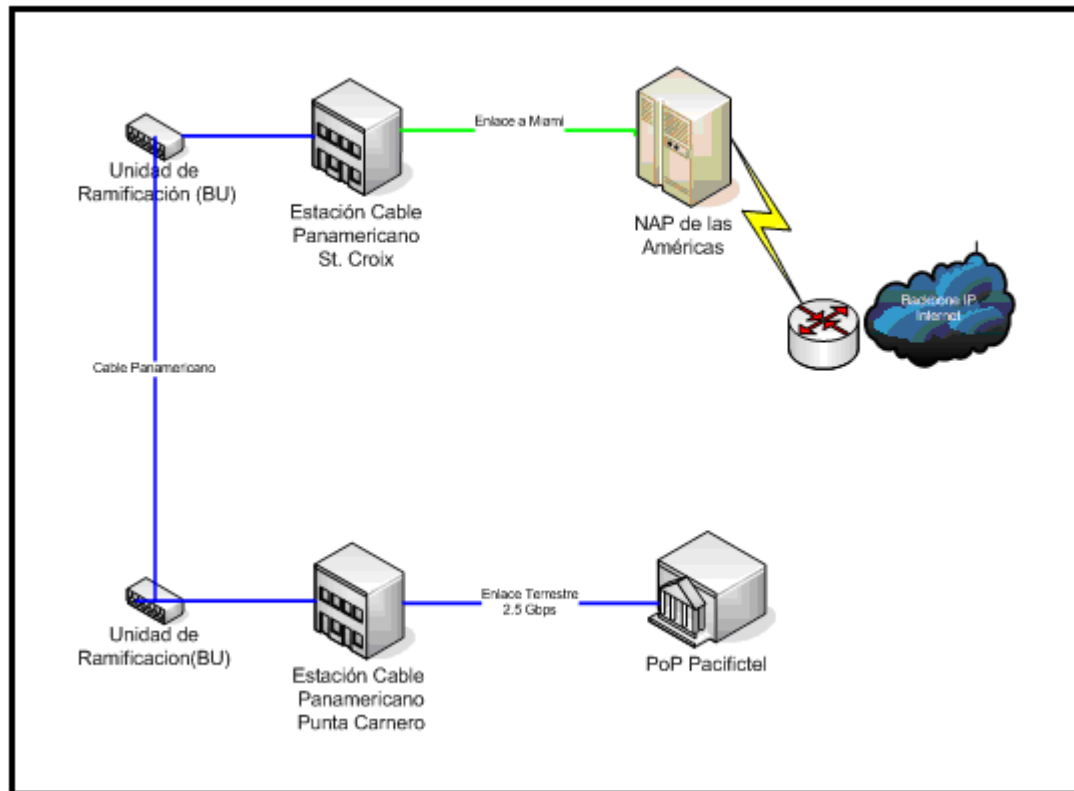 Enlace a Miami
Unidad de
Ramificación (BU)
Estación Cable
Panamericano
St. Croix
NAP de las
Américas
Backbone IP
Internet
Cable Panamericano
Enlace Terrestre
2.5 Gbps
Unidad de
Ramificacion(BU)
Estación Cable
Panamericano
Punta Carnero
PoP Pacifictel